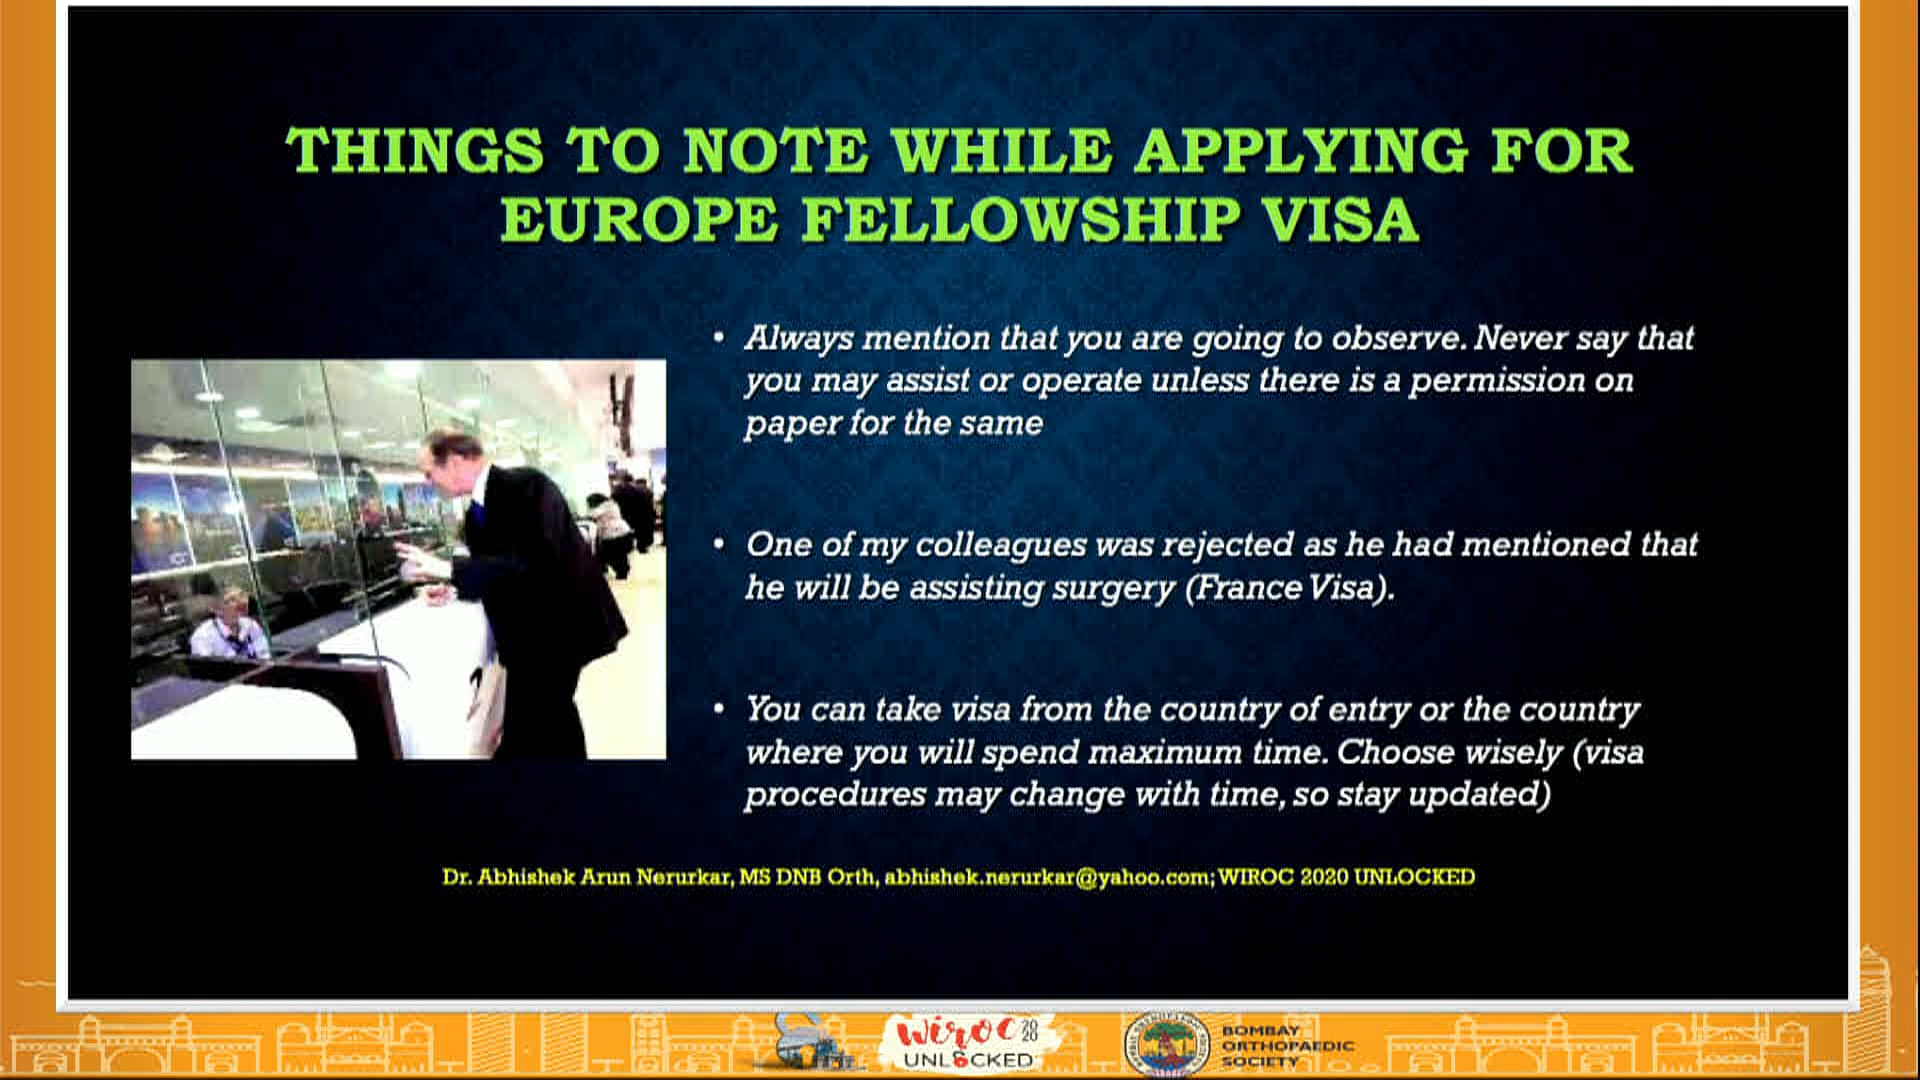 THINGS TO NOTE WHILE APPLYING FOR
EUROPE FELLOWSHIP VISA
• Always mention that you are going to observe. Never say that
you may assist or operate unless there is a permission on
paper for the same
• One of my colleagues was rejected as he had mentioned that
he will be assisting surgery (France Visa).
• You can take visa from the country of entry or the country
where you will spend maximum time. Choose wisely (visa
procedures may change with time, so stay updated)
Dr. Abhishek Arun Nerurkar, MS DNB Orth, abhishek.nerurkar@yahoo.com; WIROC 2020 UNLOCKED
WiROC 20
20
UNLOCKED
BOMBAY
ORTHOPAEDIC
SOCIETY